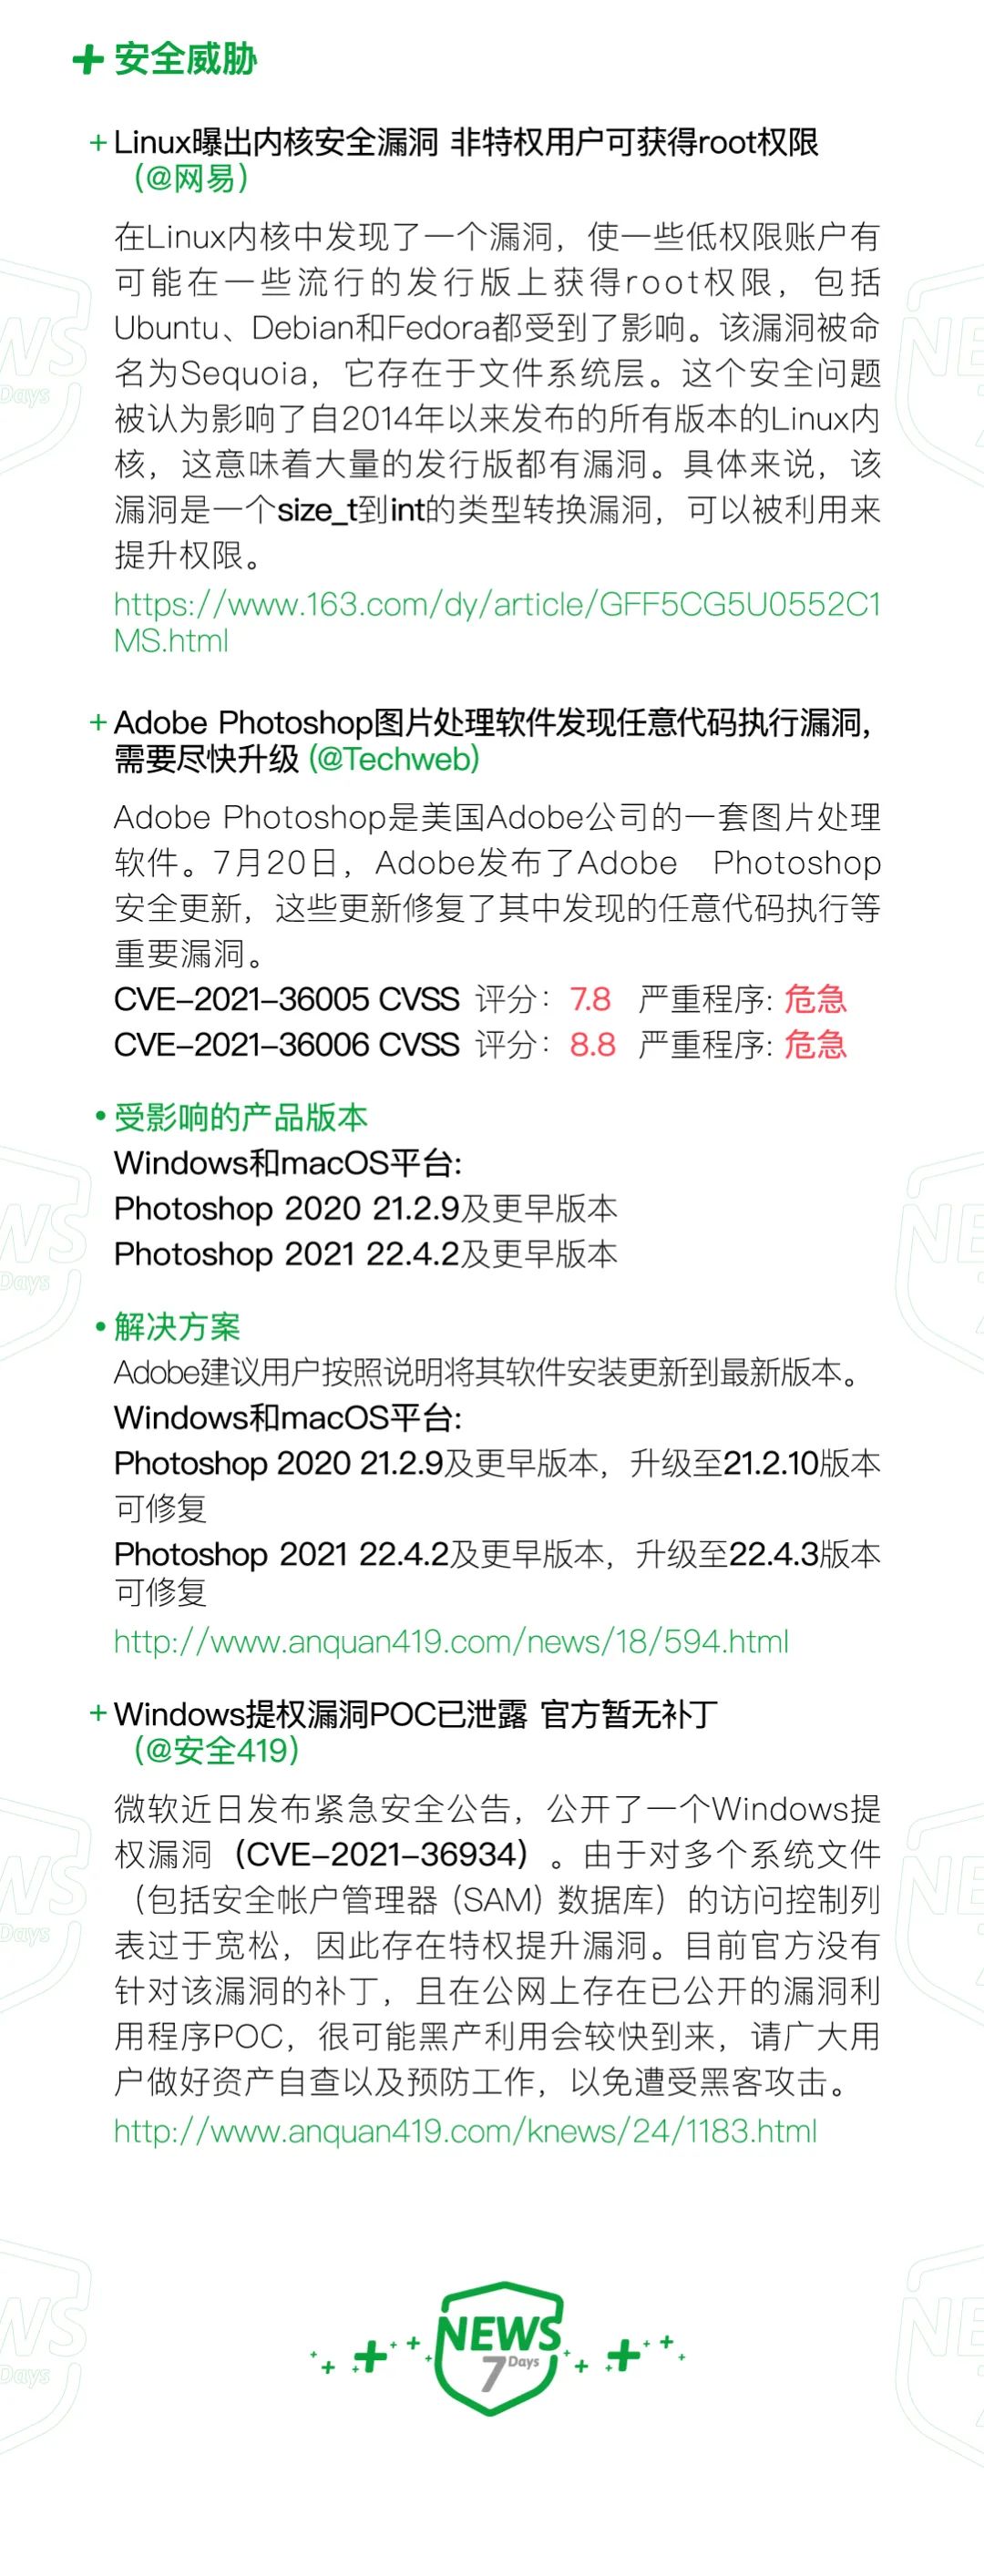 安全威胁
+ Linux曝出内核安全漏洞 非特权用户可获得root权限
（@网易）
在Linux内核中发现了一个漏洞，使一些低权限账户有
可能在一些流行的发行版上获得root权限，包括
Ubuntu、Debian和Fedora都受到了影响。该漏洞被命
名为Sequoia，它存在于文件系统层。这个安全问题
被认为影响了自2014年以来发布的所有版本的Linux内
核，这意味着大量的发行版都有漏洞。具体来说，该
漏洞是一个size_t到int的类型转换漏洞，可以被利用来
提升权限。
https://www.163.com/dy/article/GFF5CG5U0552C1
MS.html
+ Adobe Photoshop图片处理软件发现任意代码执行漏洞,
需要尽快升级 (@Techweb)
Adobe Photoshop是美国Adobe公司的一套图片处理
软件。7月20日，Adobe发布了Adobe Photoshop
安全更新，这些更新修复了其中发现的任意代码执行等
重要漏洞。
CVE-2021-36005 CVSS 评分：7.8 严重程序: 危急
CVE-2021-36006 CVSS 评分：8.8 严重程序: 危急
• 受影响的产品版本
Windows和macOS平台:
Photoshop 2020 21.2.9及更早版本
Photoshop 2021 22.4.2及更早版本
• 解决方案
Adobe建议用户按照说明将其软件安装更新到最新版本。
Windows和macOS平台:
Photoshop 2020 21.2.9及更早版本，升级至21.2.10版本
可修复
Photoshop 2021 22.4.2及更早版本，升级至22.4.3版本
可修复
http://www.anquan419.com/news/18/594.html
+ Windows提权漏洞POC已泄露 官方暂无补丁
（@安全419）
微软近日发布紧急安全公告，公开了一个Windows提
权漏洞（CVE-2021-36934）。由于对多个系统文件
（包括安全帐户管理器（SAM）数据库）的访问控制列
表过于宽松，因此存在特权提升漏洞。目前官方没有
针对该漏洞的补丁，且在公网上存在已公开的漏洞利
用程序POC，很可能黑产利用会较快到来，请广大用
户做好资产自查以及预防工作，以免遭受黑客攻击。
http://www.anquan419.com/knews/24/1183.html
NEWS
7 Days